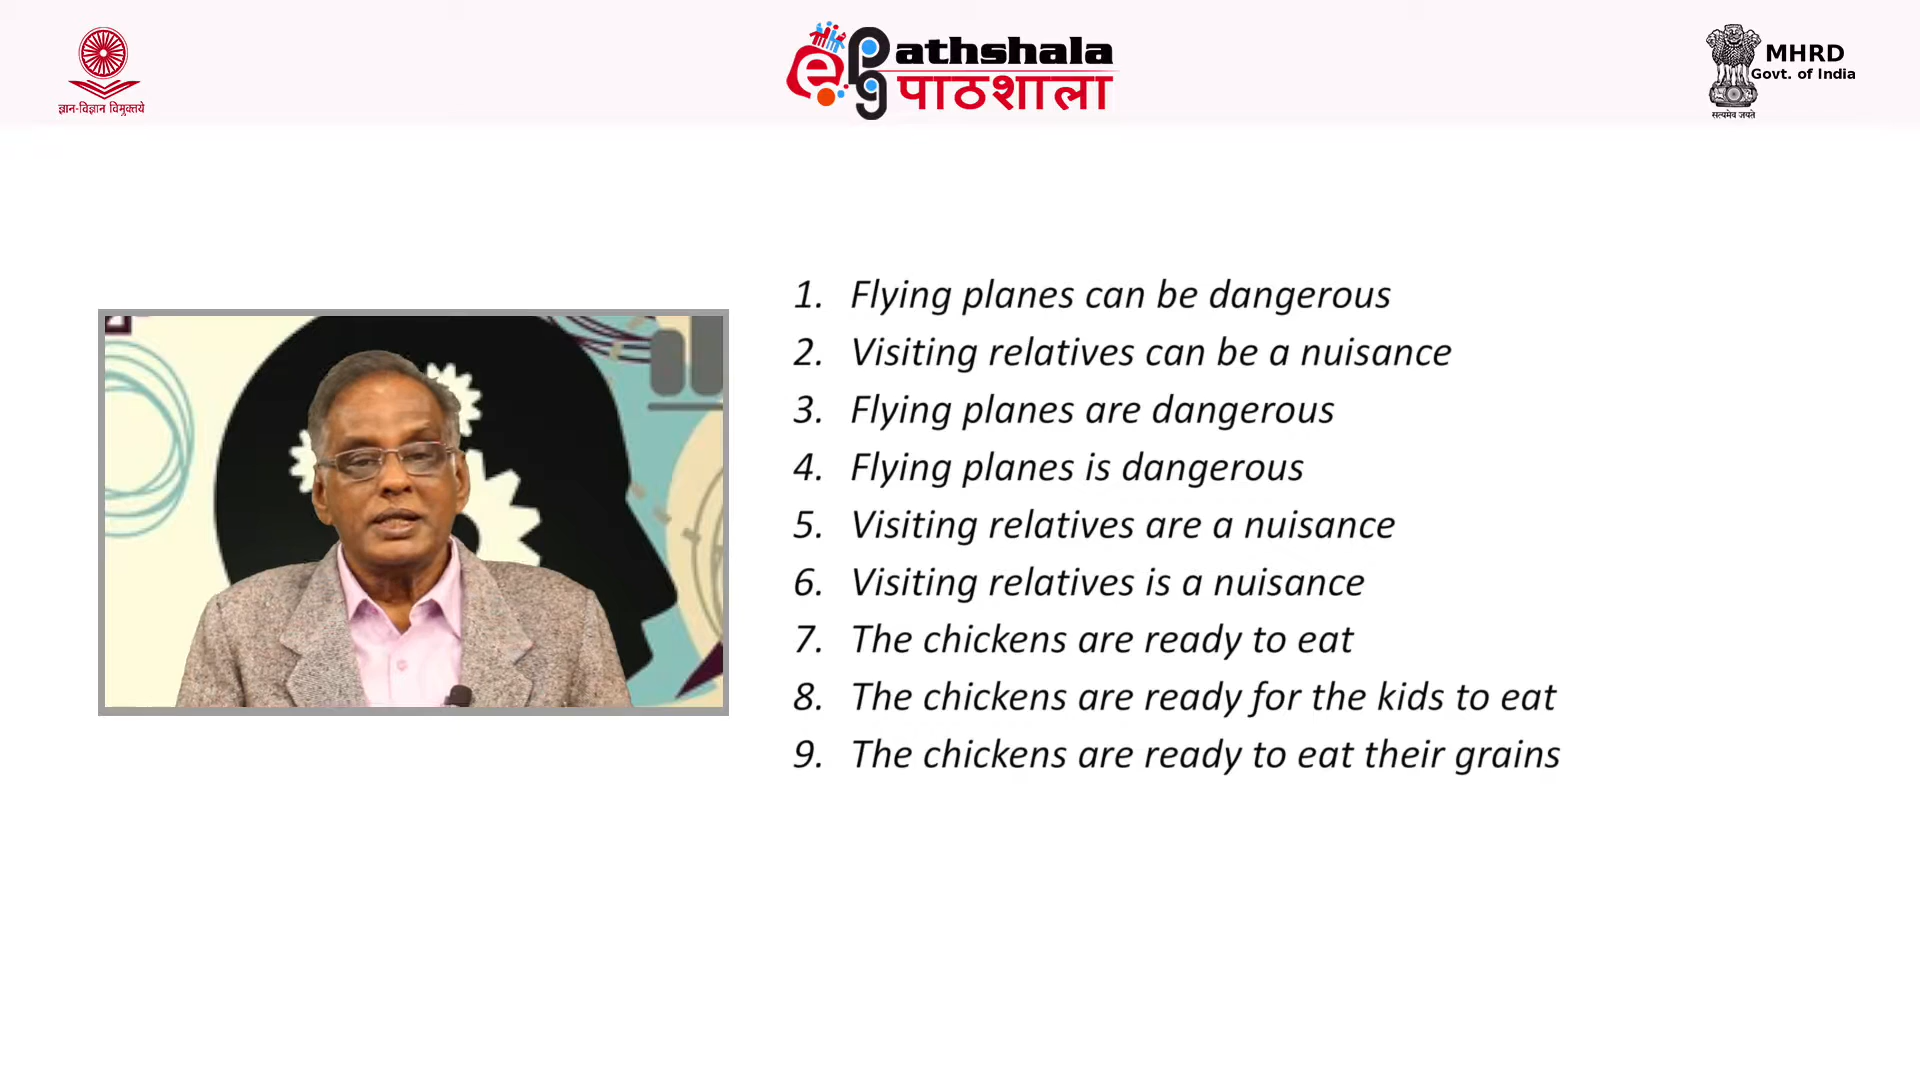 ज्ञान-विज्ञान विमुक्तये
e pg athshala
पाठशाला
MHRD
Govt. of India
सत्यमेव जयते
1. Flying planes can be dangerous
2. Visiting relatives can be a nuisance
3. Flying planes are dangerous
4. Flying planes is dangerous
5. Visiting relatives are a nuisance
6. Visiting relatives is a nuisance
7. The chickens are ready to eat
8. The chickens are ready for the kids to eat
9. The chickens are ready to eat their grains